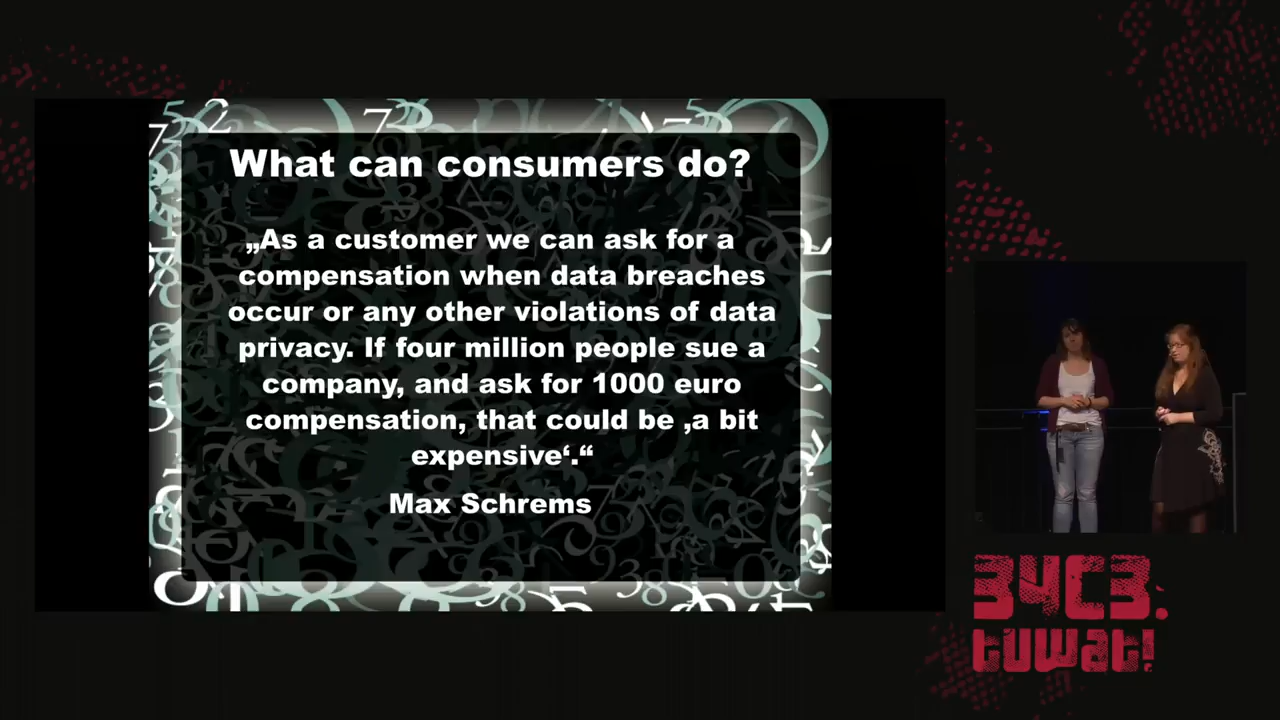 What can consumers do?
„As a customer we can ask for a
compensation when data breaches
occur or any other violations of data
privacy. If four million people sue a
company, and ask for 1000 euro
compensation, that could be ‚a bit
expensive‘.“
Max Schrems
34C3.
tuwat!